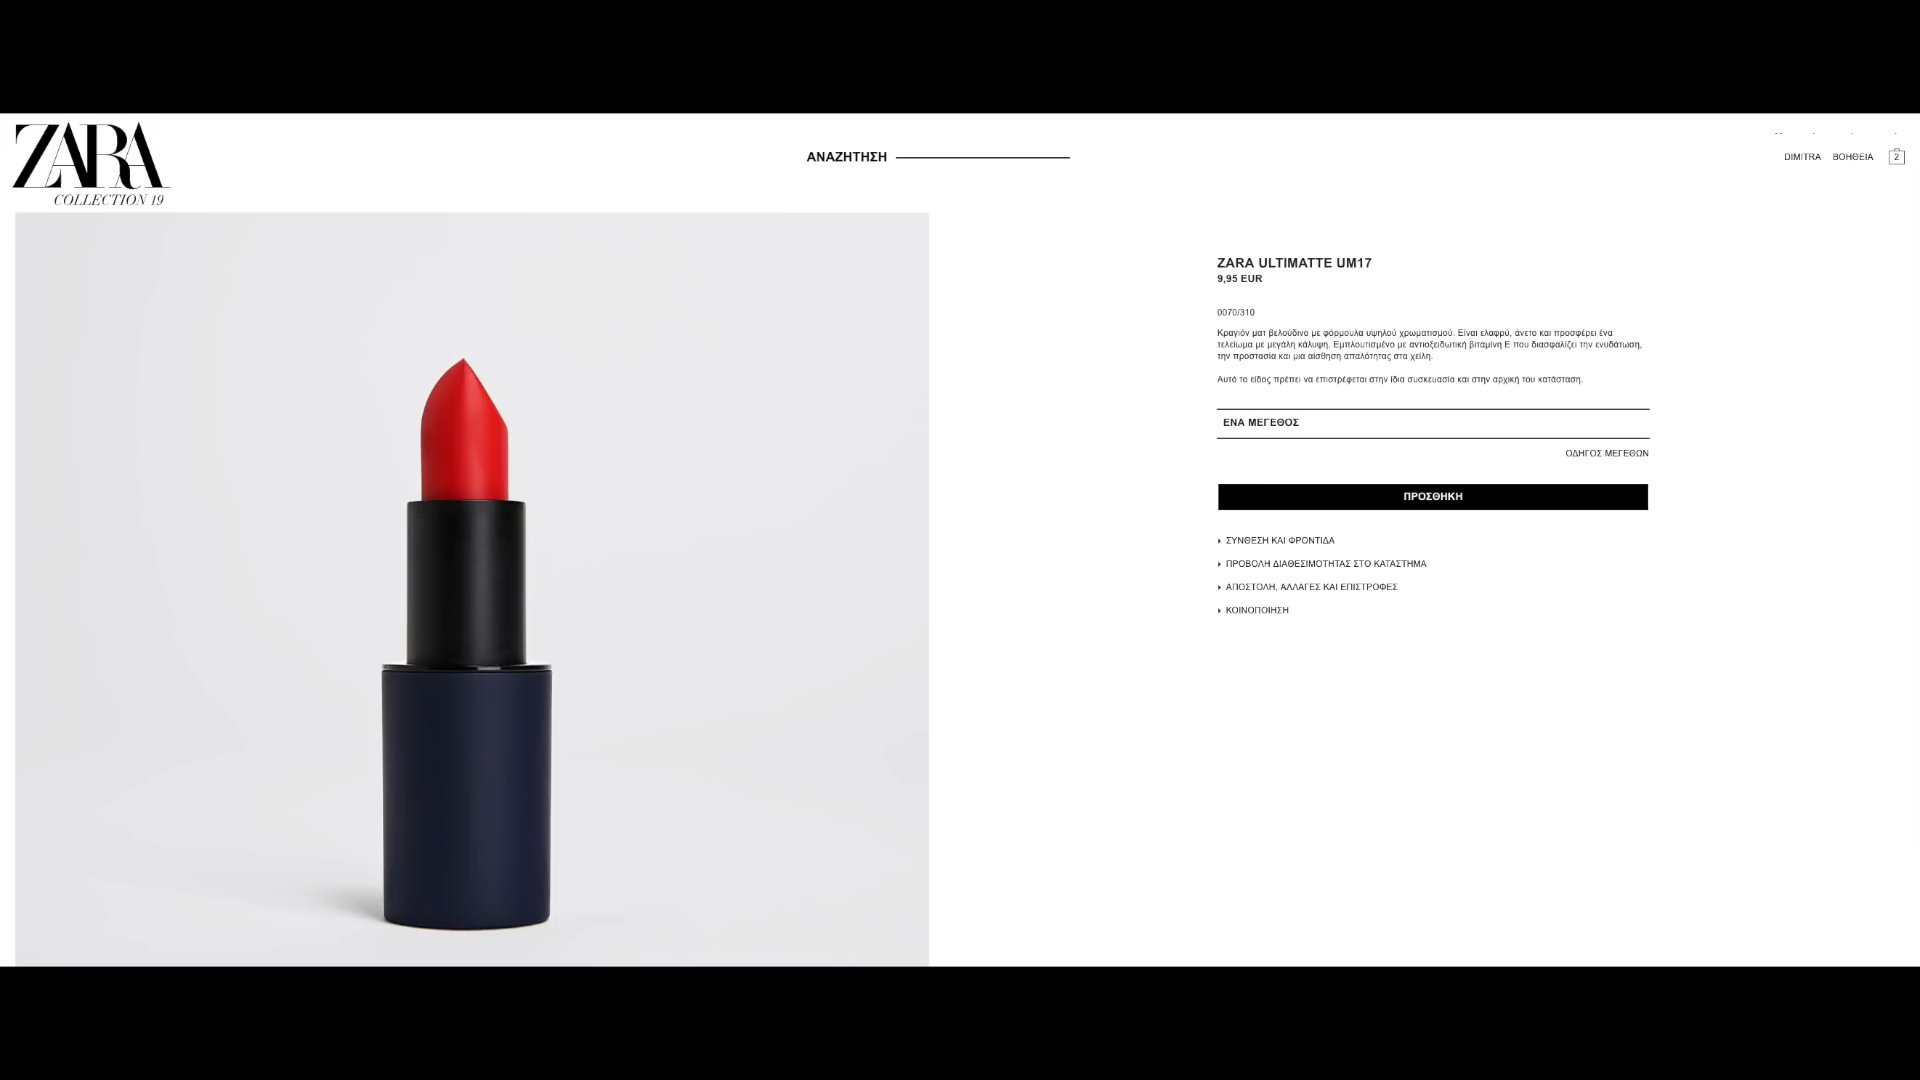 ZARA
COLLECTION 19
ΑΝΑΖΗΤΗΣΗ
DIMITRA ΒΟΗΘΕΙΑ 2
ZARA ULTIMATTE UM17
9,95 EUR
0070/310
Κραγιόν ματ βελούδινο με φόρμουλα υψηλού χρωματισμού. Είναι ελαφρύ, άνετο και προσφέρει ένα
τελείωμα με μεγάλη κάλυψη. Εμπλουτισμένο με αντιοξειδωτική βιταμίνη Ε που διασφαλίζει την ενυδάτωση,
την προστασία και μια αίσθηση απαλότητας στα χείλη.
Αυτό το είδος πρέπει να επιστρέφεται στην ίδια συσκευασία και στην αρχική του κατάσταση.
ΕΝΑ ΜΕΓΕΘΟΣ
ΟΔΗΓΟΣ ΜΕΓΕΘΩΝ
ΠΡΟΣΘΗΚΗ
ΣΥΝΘΕΣΗ ΚΑΙ ΦΡΟΝΤΙΔΑ
ΠΡΟΒΟΛΗ ΔΙΑΘΕΣΙΜΟΤΗΤΑΣ ΣΤΟ ΚΑΤΑΣΤΗΜΑ
ΑΠΟΣΤΟΛΗ, ΑΛΛΑΓΕΣ ΚΑΙ ΕΠΙΣΤΡΟΦΕΣ
ΚΟΙΝΟΠΟΙΗΣΗ